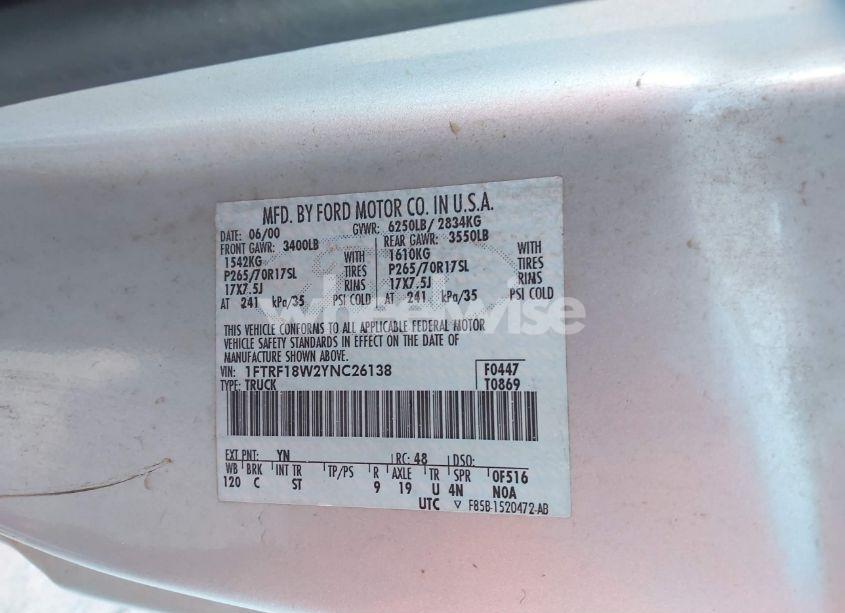 MFD. BY FORD MOTOR CO. IN U.S.A.
DATE: 06/00 GVWR: 6250LB/ 2834KG
FRONT GAWR: 3400LB REAR GAWR: 3550LB
1542KG WITH 1610KG WITH
P265/70R17SL TIRES P265/70R17SL TIRES
17X7.5J RIMS 17X7.5J RIMS
AT 241 kPa/35 PSI COLD AT 241 kPa/35 PSI COLD
wheelwise
THIS VEHICLE CONFORMS TO ALL APPLICABLE FEDERAL MOTOR
VEHICLE SAFETY STANDARDS IN EFFECT ON THE DATE OF
MANUFACTURE SHOWN ABOVE.
VIN: 1FTRF18W2YNC26138 F0447
TYPE: TRUCK T0869
EXT PNT: YN RC: 48 DSO:
WB BRK INT TR TP/PS R AXLE TR SPR 0F516
120 C ST 9 19 U 4N NOA
UTC ▽ F85B-1520472-AB